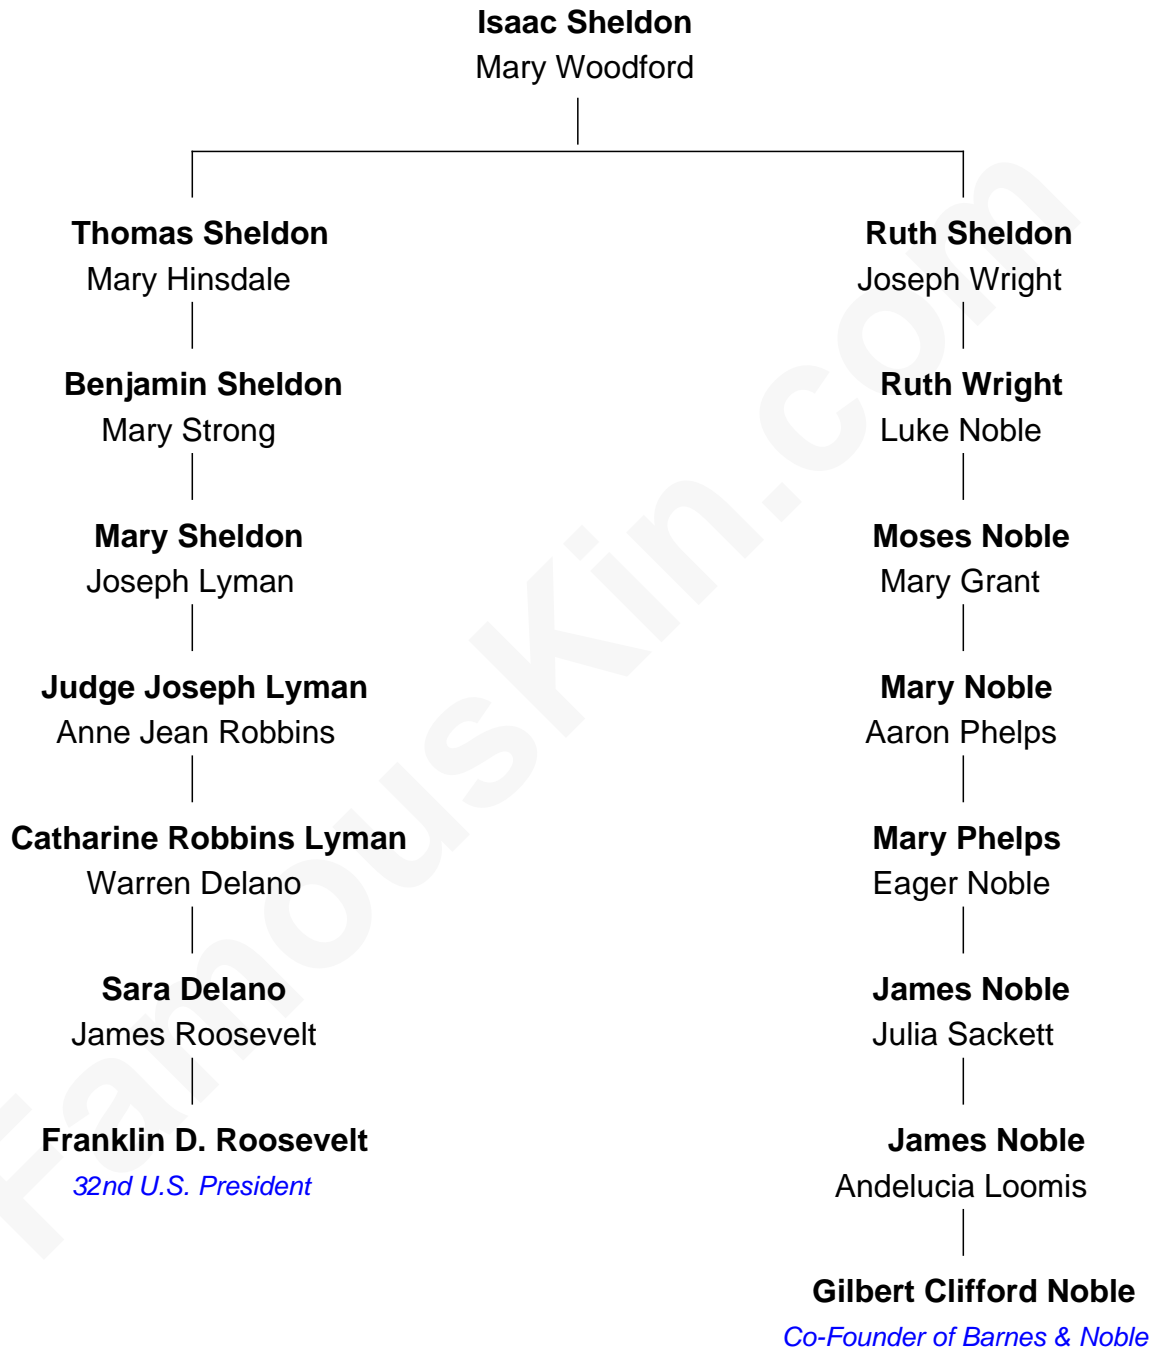 Isaac Sheldon
Mary Woodford
Thomas Sheldon
Mary Hinsdale
Ruth Sheldon
Joseph Wright
Benjamin Sheldon
Mary Strong
Ruth Wright
Luke Noble
Mary Sheldon
Joseph Lyman
Moses Noble
Mary Grant
Judge Joseph Lyman
Anne Jean Robbins
Mary Noble
Aaron Phelps
Catharine Robbins Lyman
Warren Delano
Mary Phelps
Eager Noble
Sara Delano
James Roosevelt
James Noble
Julia Sackett
Franklin D. Roosevelt
32nd U.S. President
James Noble
Andelucia Loomis
Gilbert Clifford Noble
Co-Founder of Barnes & Noble
FamousKin.com